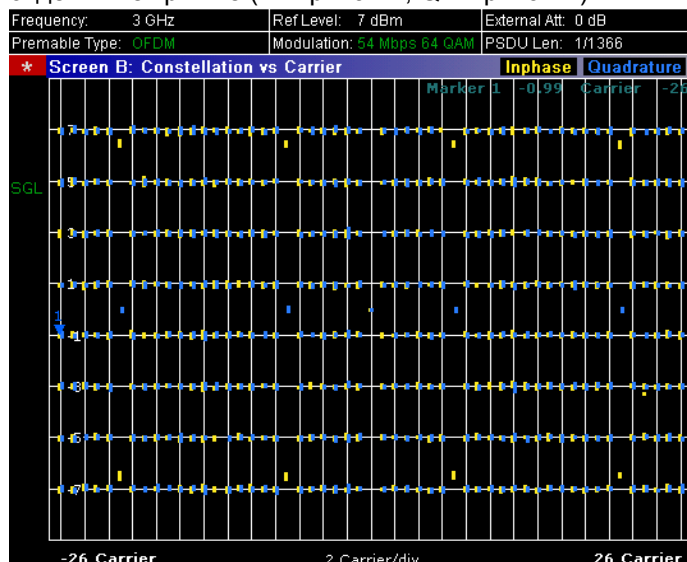 Frequency: 3 GHz Ref Level: 7 dBm External Att: 0 dB
Premable Type: OFDM Modulation: 54 Mbps 64 QAM PSDU Len: 1/1366
* Screen B: Constellation vs Carrier Inphase Quadrature
Marker 1 -0.99 Carrier -26
7
SGL 5
3
1
1
-1
-3
-5
-7
-26 Carrier 2 Carrier/div 26 Carrier